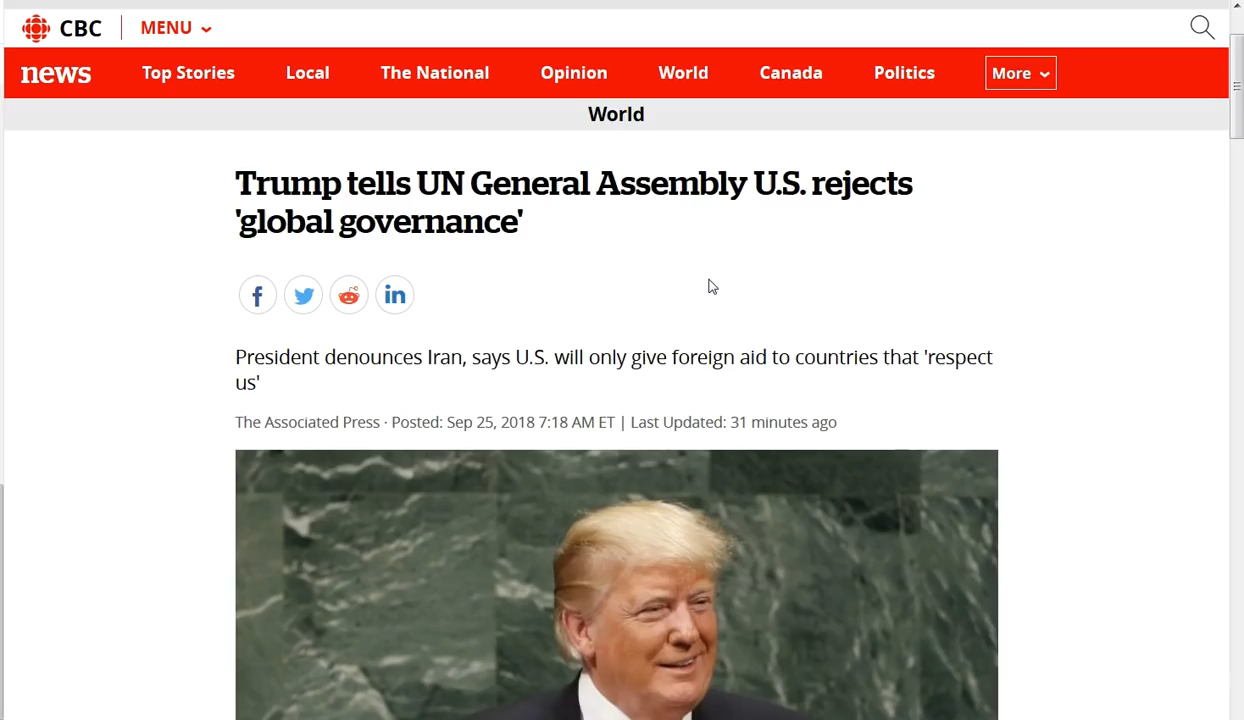 CBC MENU
news Top Stories Local The National Opinion World Canada Politics More
World
Trump tells UN General Assembly U.S. rejects
'global governance'
President denounces Iran, says U.S. will only give foreign aid to countries that 'respect
us'
The Associated Press · Posted: Sep 25, 2018 7:18 AM ET | Last Updated: 31 minutes ago